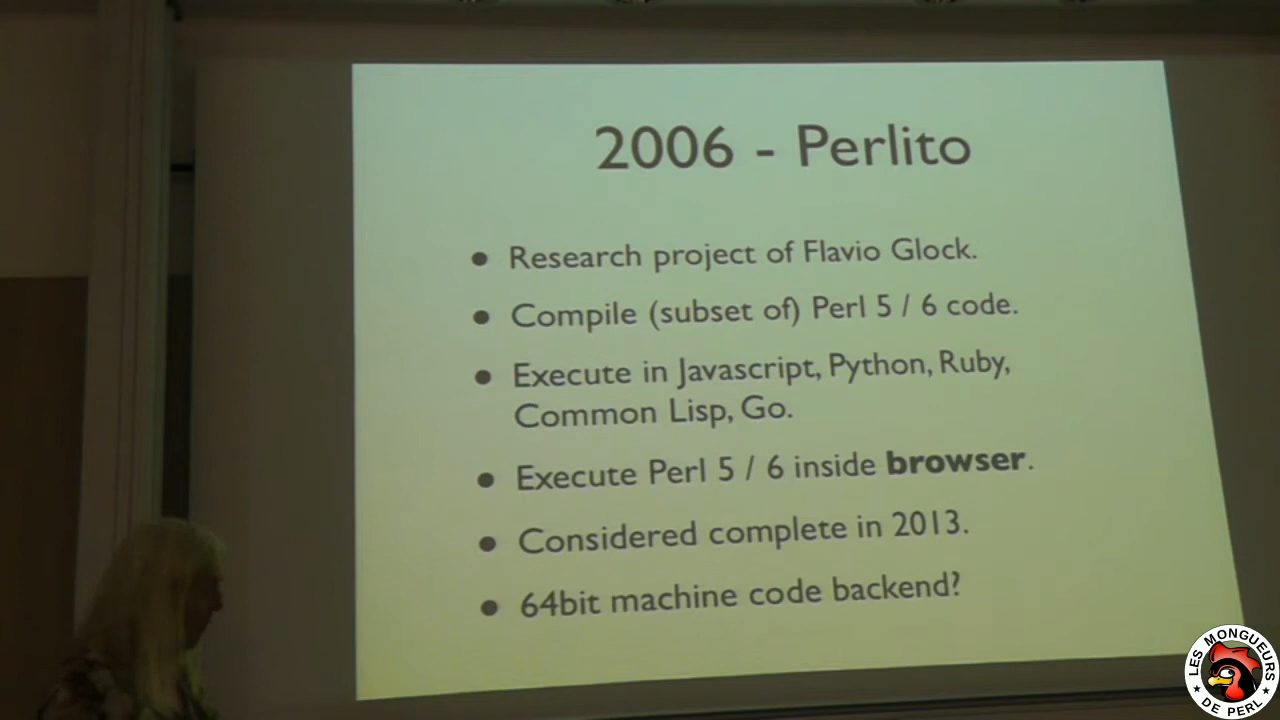 2006 - Perlito
• Research project of Flavio Glock.
• Compile (subset of) Perl 5 / 6 code.
• Execute in Javascript, Python, Ruby,
Common Lisp, Go.
• Execute Perl 5 / 6 inside browser.
• Considered complete in 2013.
• 64bit machine code backend?
LES MONGUEURS
★ DE PERL ★